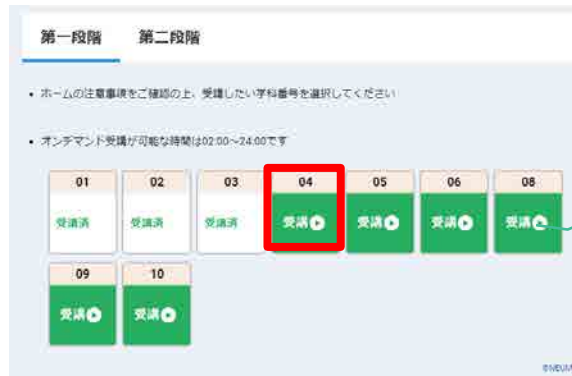 第一段階 第二段階
• ホームの注意事項をご確認の上、受講したい学科番号を選択してください
• オンデマンド受講が可能な時間は02:00～24:00です
01 02 03 04 05 06 08
受講済 受講済 受講済 受講 受講 受講 受講
09 10
受講 受講